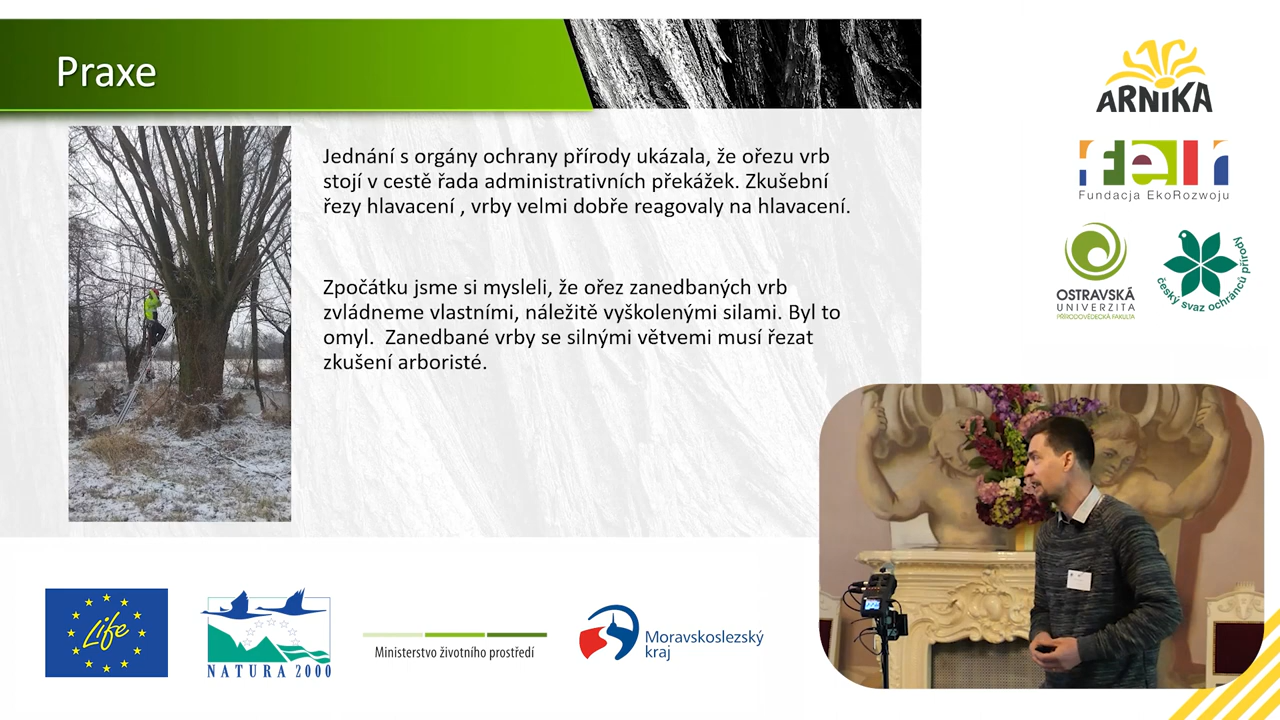 Praxe
Jednání s orgány ochrany přírody ukázala, že ořezu vrb
stojí v cestě řada administrativních překážek. Zkušební
řezy hlavacení , vrby velmi dobře reagovaly na hlavacení.
Zpočátku jsme si mysleli, že ořez zanedbaných vrb
zvládneme vlastními, náležitě vyškolenými silami. Byl to
omyl.  Zanedbané vrby se silnými větvemi musí řezat
zkušení arboristé.
ARNIKA
feir
Fundacja EkoRozwoju
OSTRAVSKÁ
UNIVERZITA
PŘÍRODOVĚDECKÁ FAKULTA
český svaz ochránců přírody
Life
NATURA 2000
Ministerstvo životního prostředí
Moravskoslezský
kraj